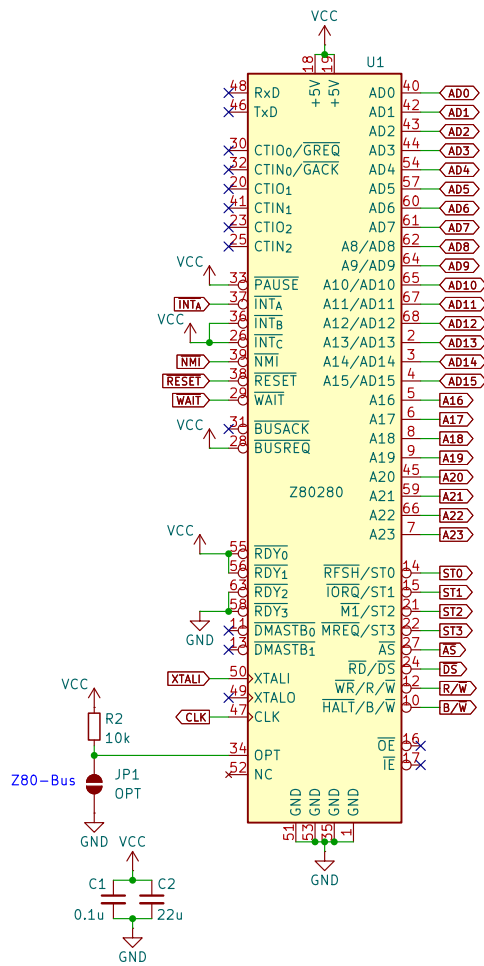 VCC
U1
18 19
+5V +5V
48 RxD AD0 40 AD0
46 TxD AD1 42 AD1
AD2 43 AD2
30 CTIO0/GREQ AD3 44 AD3
32 CTIN0/GACK AD4 54 AD4
20 CTIO1 AD5 57 AD5
41 CTIN1 AD6 60 AD6
23 CTIO2 AD7 61 AD7
25 CTIN2 A8/AD8 62 AD8
VCC A9/AD9 64 AD9
33 PAUSE A10/AD10 65 AD10
INTA 37 INTA A11/AD11 67 AD11
VCC 36 INTB A12/AD12 68 AD12
26 INTC A13/AD13 2 AD13
NMI 39 NMI A14/AD14 3 AD14
RESET 38 RESET A15/AD15 4 AD15
WAIT 29 WAIT A16 5 A16
A17 6 A17
31 BUSACK A18 8 A18
VCC 28 BUSREQ A19 9 A19
A20 45 A20
Z80280 A21 59 A21
A22 66 A22
A23 7 A23
VCC
55 RDY0
56 RDY1 RFSH/ST0 14 ST0
63 RDY2 IORQ/ST1 15 ST1
58 RDY3 M1/ST2 21 ST2
GND 11 DMASTB0 MREQ/ST3 22 ST3
13 DMASTB1 AS 27 AS
RD/DS 24 DS
XTALI 50 XTALI WR/R/W 12 R/W
49 XTALO HALT/B/W 10 B/W
CLK 47 CLK
VCC
R2
10k
OE 16
34 OPT IE 17
52 NC
Z80-Bus JP1
OPT
GND GND GND GND
51 53 35 1
GND
GND
VCC
C1 C2
0.1u 22u
GND